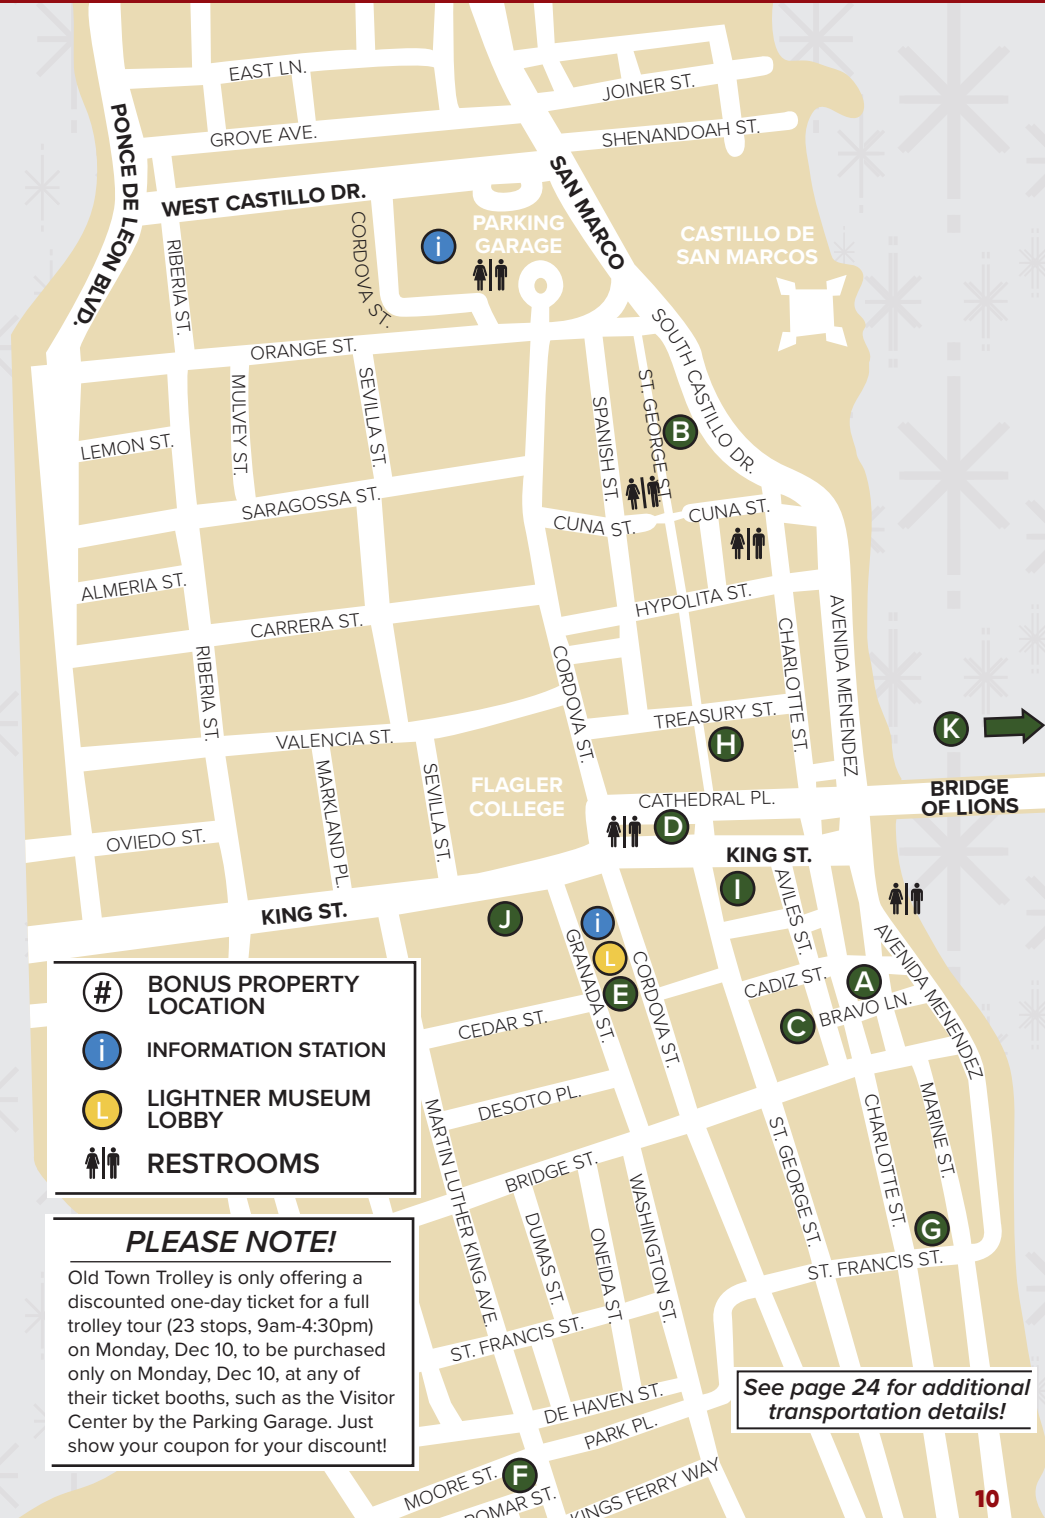 EAST LN.
JOINER ST.
GROVE AVE.
SHENANDOAH ST.
PONCE DE LEON BLVD.
WEST CASTILLO DR.
SAN MARCO
RIBERIA ST.
CORDOVA ST.
i
PARKING
GARAGE
CASTILLO DE
SAN MARCOS
ORANGE ST.
SOUTH CASTILLO DR.
MULVEY ST.
SEVILLA ST.
SPANISH ST.
ST. GEORGE ST.
B
LEMON ST.
SARAGOSSA ST.
CUNA ST.
CUNA ST.
ALMERIA ST.
HYPOLITA ST.
CARRERA ST.
AVENIDA MENENDEZ
CHARLOTTE ST.
RIBERIA ST.
CORDOVA ST.
TREASURY ST.
H
K
VALENCIA ST.
MARKLAND PL.
SEVILLA ST.
FLAGLER
COLLEGE
CATHEDRAL PL.
BRIDGE
OF LIONS
D
OVIEDO ST.
KING ST.
KING ST.
I
AVILES ST.
J
i
L
E
GRANADA ST.
CORDOVA ST.
AVENIDA MENENDEZ
CADIZ ST.
A
BRAVO LN.
C
CEDAR ST.
DESOTO PL.
MARTIN LUTHER KING AVE.
BRIDGE ST.
DUMAS ST.
ONEIDA ST.
WASHINGTON ST.
ST. GEORGE ST.
CHARLOTTE ST.
MARINE ST.
G
ST. FRANCIS ST.
ST. FRANCIS ST.
DE HAVEN ST.
PARK PL.
MOORE ST.
F
POMAR ST.
KINGS FERRY WAY
#
BONUS PROPERTY
LOCATION
i
INFORMATION STATION
L
LIGHTNER MUSEUM
LOBBY
RESTROOMS
PLEASE NOTE!
Old Town Trolley is only offering a
discounted one-day ticket for a full
trolley tour (23 stops, 9am-4:30pm)
on Monday, Dec 10, to be purchased
only on Monday, Dec 10, at any of
their ticket booths, such as the Visitor
Center by the Parking Garage. Just
show your coupon for your discount!
See page 24 for additional
transportation details!
10